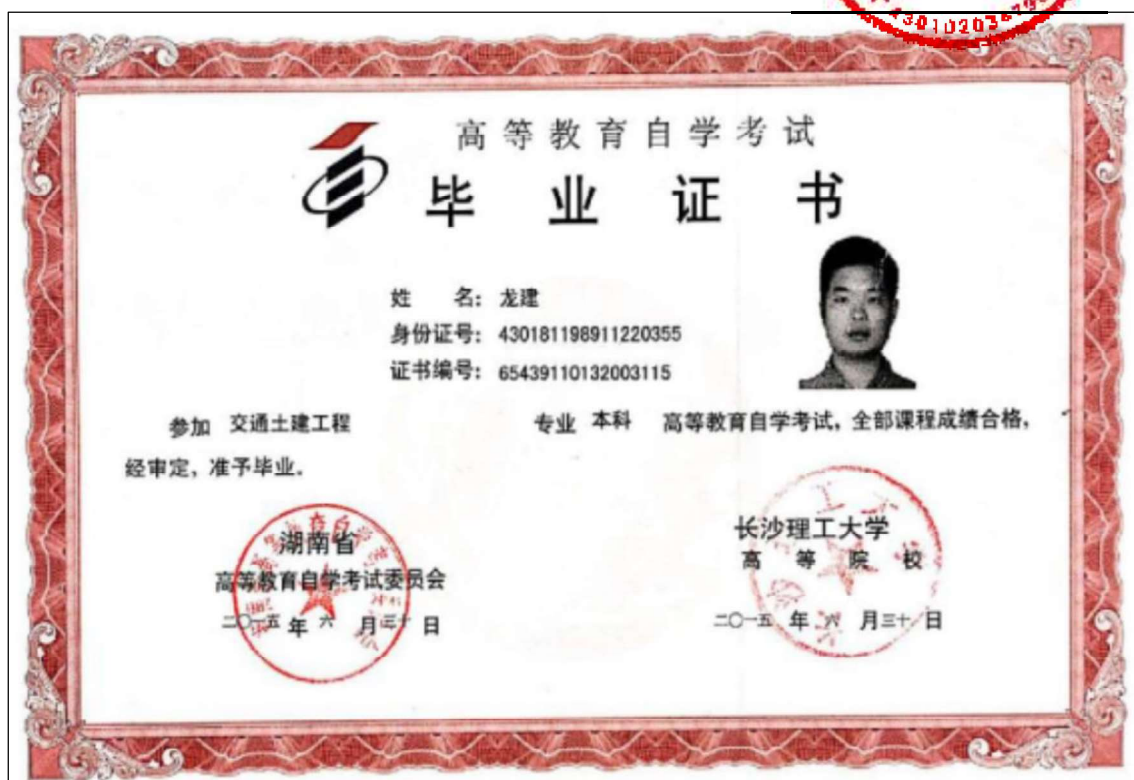 高等教育自学考试
毕业证书
姓 名：龙建
身份证号：430181198911220355
证书编号：65439110132003115
参加 交通土建工程 专业 本科 高等教育自学考试，全部课程成绩合格，
经审定，准予毕业．
湖南省
高等教育自学考试委员会
二〇一五 年 六 月三十 日
长沙理工大学
高等院校
二〇一五 年 六 月三十 日